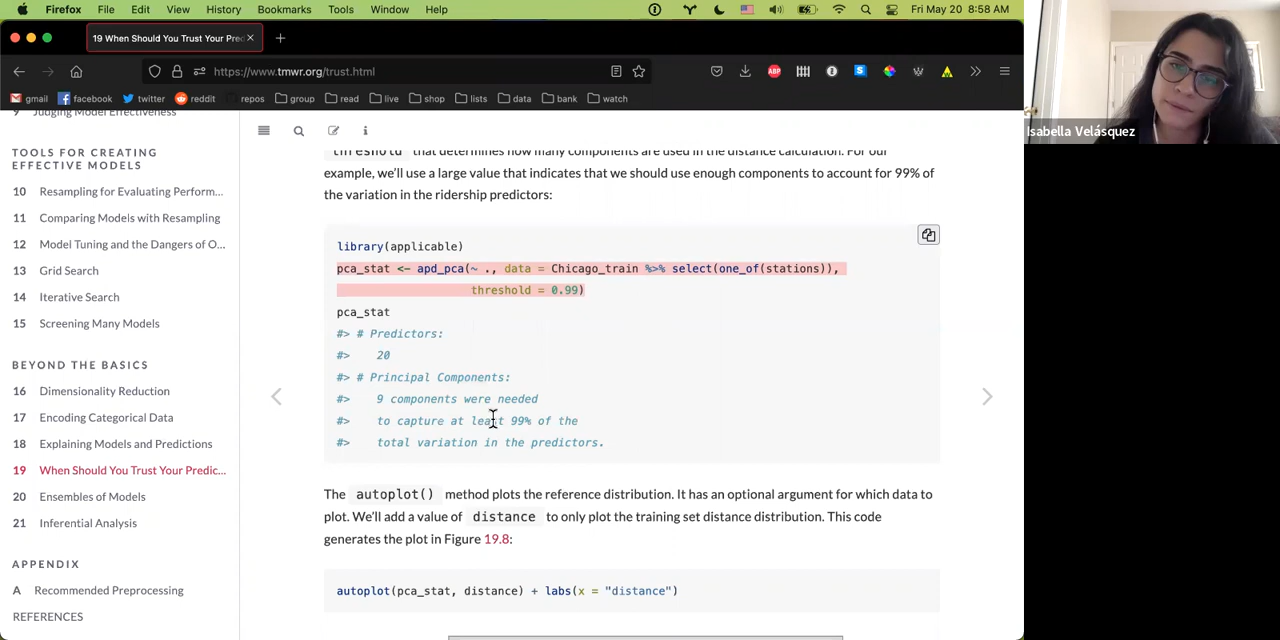 Firefox File Edit View History Bookmarks Tools Window Help Fri May 20 8:58 AM
19 When Should You Trust Your Pre
https://www.tmwr.org/trust.html
gmail facebook twitter reddit repos group read live shop lists data bank watch
Isabella Velásquez
9 Judging Model Effectiveness
TOOLS FOR CREATING
EFFECTIVE MODELS
10 Resampling for Evaluating Perform...
11 Comparing Models with Resampling
12 Model Tuning and the Dangers of O...
13 Grid Search
14 Iterative Search
15 Screening Many Models
BEYOND THE BASICS
16 Dimensionality Reduction
17 Encoding Categorical Data
18 Explaining Models and Predictions
19 When Should You Trust Your Predic...
20 Ensembles of Models
21 Inferential Analysis
APPENDIX
A Recommended Preprocessing
REFERENCES
threshold that determines how many components are used in the distance calculation. For our
example, we'll use a large value that indicates that we should use enough components to account for 99% of
the variation in the ridership predictors:
library(applicable)
pca_stat <- apd_pca(~ ., data = Chicago_train %>% select(one_of(stations)),
threshold = 0.99)
pca_stat
#> # Predictors:
#> 20
#> # Principal Components:
#> 9 components were needed
#> to capture at least 99% of the
#> total variation in the predictors.
The autoplot() method plots the reference distribution. It has an optional argument for which data to
plot. We'll add a value of distance to only plot the training set distance distribution. This code
generates the plot in Figure 19.8:
autoplot(pca_stat, distance) + labs(x = "distance")